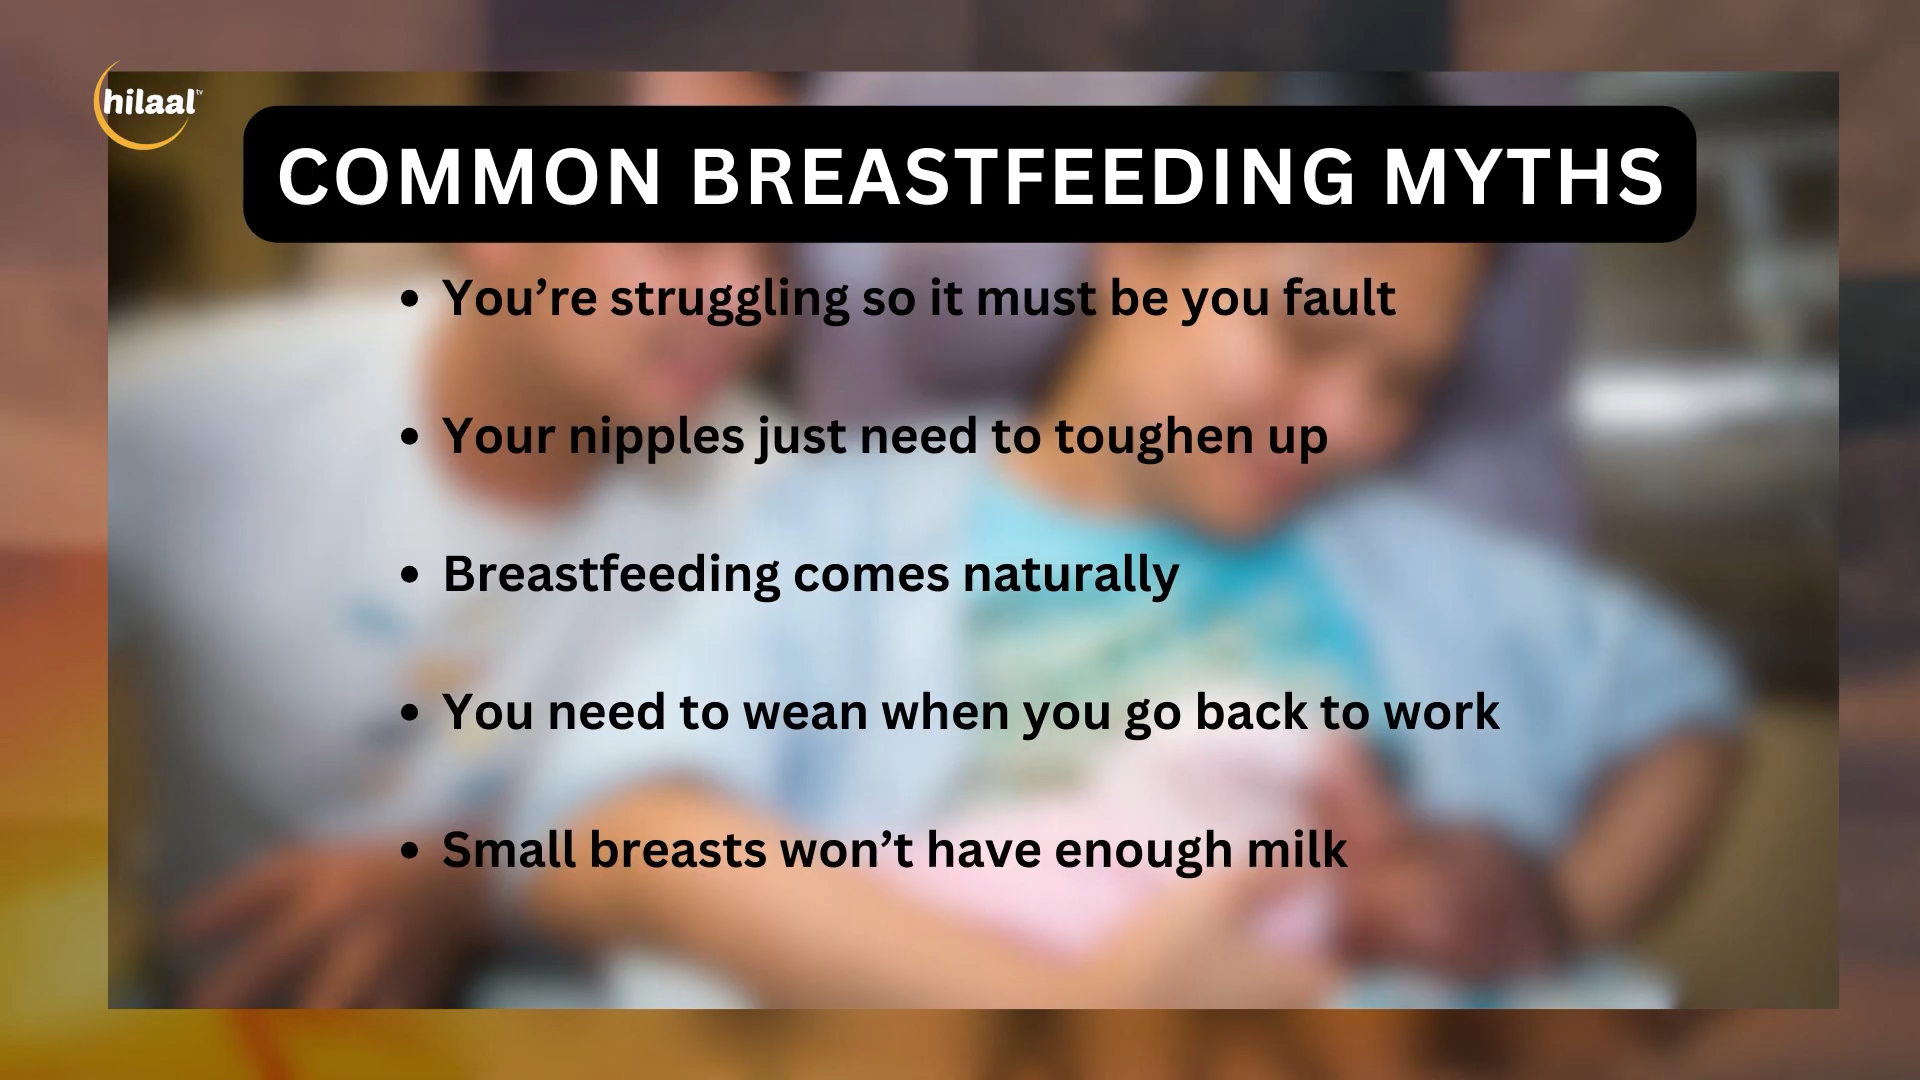 hilaal tv
COMMON BREASTFEEDING MYTHS
• You’re struggling so it must be you fault
• Your nipples just need to toughen up
• Breastfeeding comes naturally
• You need to wean when you go back to work
• Small breasts won’t have enough milk